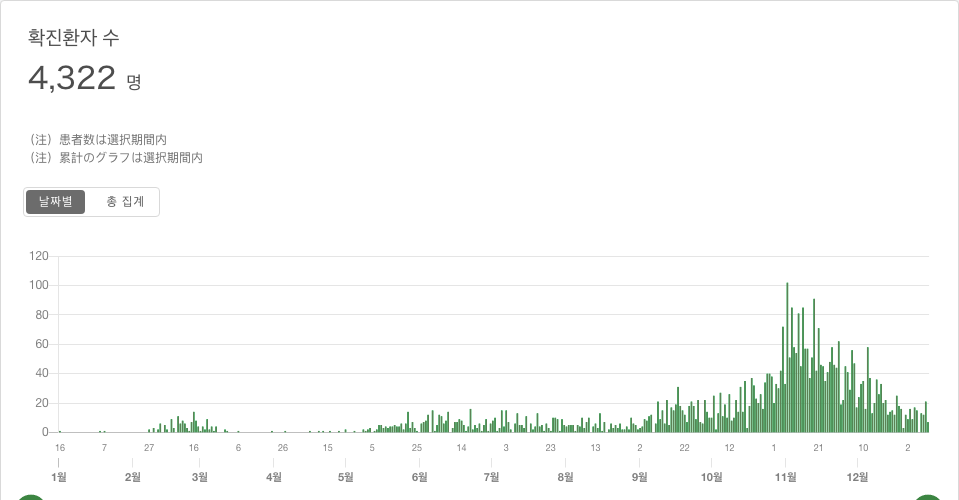 확진환자 수
4,322 명
（注）患者数は選択期間内
（注）累計のグラフは選択期間内
날짜별 총 집계
120
100
80
60
40
20
0
16 7 27 16 6 26 15 5 25 14 3 23 13 2 22 12 1 21 10 2
1월 2월 3월 4월 5월 6월 7월 8월 9월 10월 11월 12월